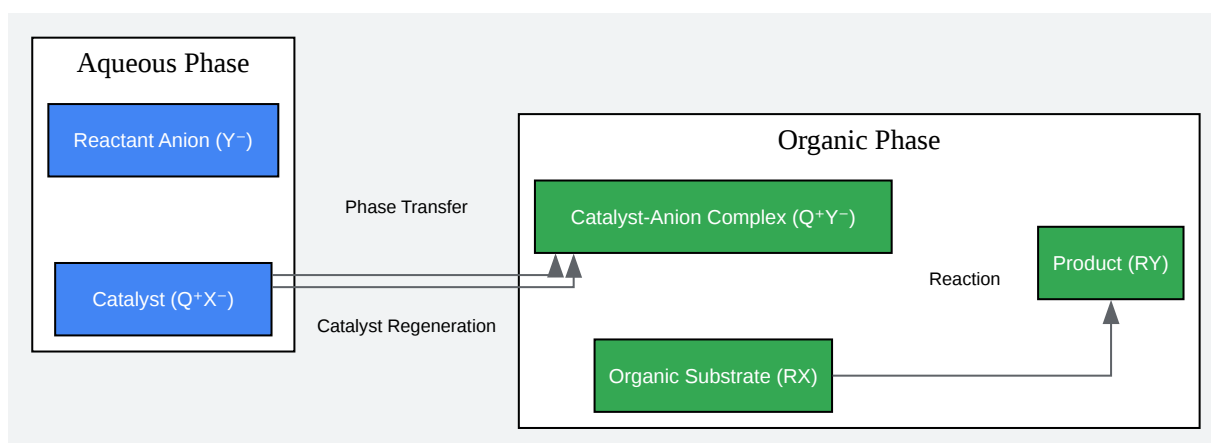 Aqueous Phase
Reactant Anion (Y⁻)
Catalyst (Q⁺X⁻)
Phase Transfer
Catalyst Regeneration
Organic Phase
Catalyst-Anion Complex (Q⁺Y⁻)
Organic Substrate (RX)
Reaction
Product (RY)